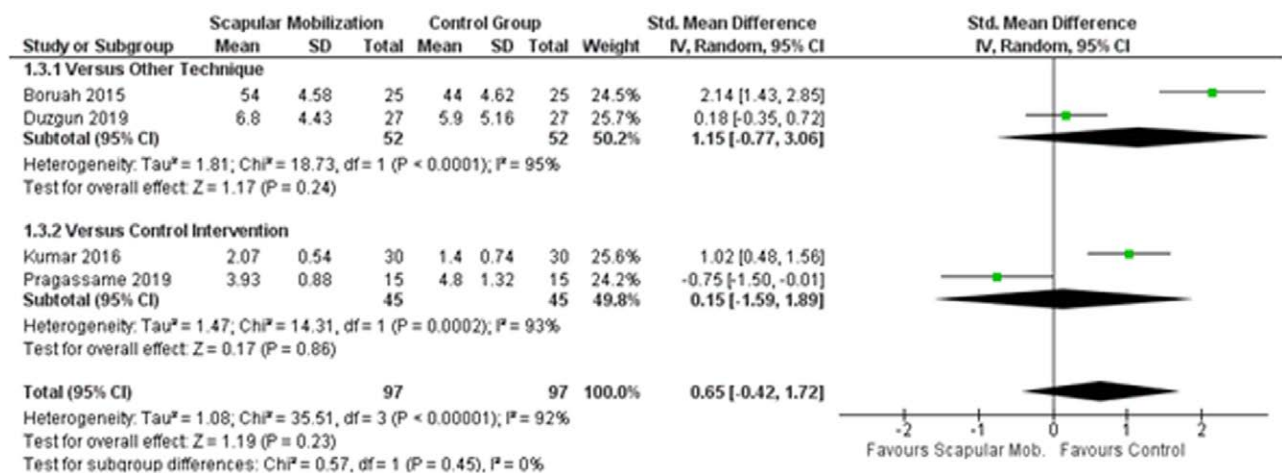 Scapular Mobilization Control Group Std. Mean Difference Std. Mean Difference
Study or Subgroup Mean SD Total Mean SD Total Weight IV, Random, 95% CI IV, Random, 95% CI
1.3.1 Versus Other Technique
Boruah 2015 54 4.58 25 44 4.62 25 24.5% 2.14 [1.43, 2.85]
Duzgun 2019 6.8 4.43 27 5.9 5.16 27 25.7% 0.18 [-0.35, 0.72]
Subtotal (95% CI) 52 52 50.2% 1.15 [-0.77, 3.06]
Heterogeneity: Tau² = 1.81; Chi² = 18.73, df = 1 (P < 0.0001); I² = 95%
Test for overall effect: Z = 1.17 (P = 0.24)
1.3.2 Versus Control Intervention
Kumar 2016 2.07 0.54 30 1.4 0.74 30 25.6% 1.02 [0.48, 1.56]
Pragassame 2019 3.93 0.88 15 4.8 1.32 15 24.2% -0.75 [-1.50, -0.01]
Subtotal (95% CI) 45 45 49.8% 0.15 [-1.59, 1.89]
Heterogeneity: Tau² = 1.47; Chi² = 14.31, df = 1 (P = 0.0002); I² = 93%
Test for overall effect: Z = 0.17 (P = 0.86)
Total (95% CI) 97 97 100.0% 0.65 [-0.42, 1.72]
Heterogeneity: Tau² = 1.08; Chi² = 35.51, df = 3 (P < 0.00001); I² = 92%
Test for overall effect: Z = 1.19 (P = 0.23)
Test for subgroup differences: Chi² = 0.57, df = 1 (P = 0.45), I² = 0%
-2 -1 0 1 2
Favours Scapular Mob. Favours Control